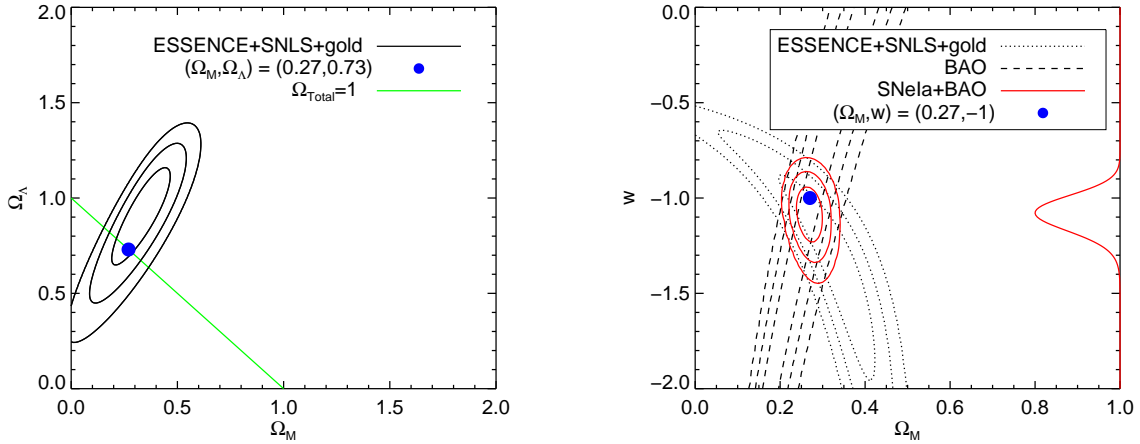 ESSENCE+SNLS+gold
(Ω_M,Ω_Λ) = (0.27,0.73)
Ω_Total=1
2.0
1.5
1.0
0.5
0.0
Ω_Λ
0.0 0.5 1.0 1.5 2.0
Ω_M
ESSENCE+SNLS+gold
BAO
SNeIa+BAO
(Ω_M,w) = (0.27,−1)
0
−0.5
−1.0
−1.5
−2.0
w
0.0 0.2 0.4 0.6 0.8 1.0
Ω_M